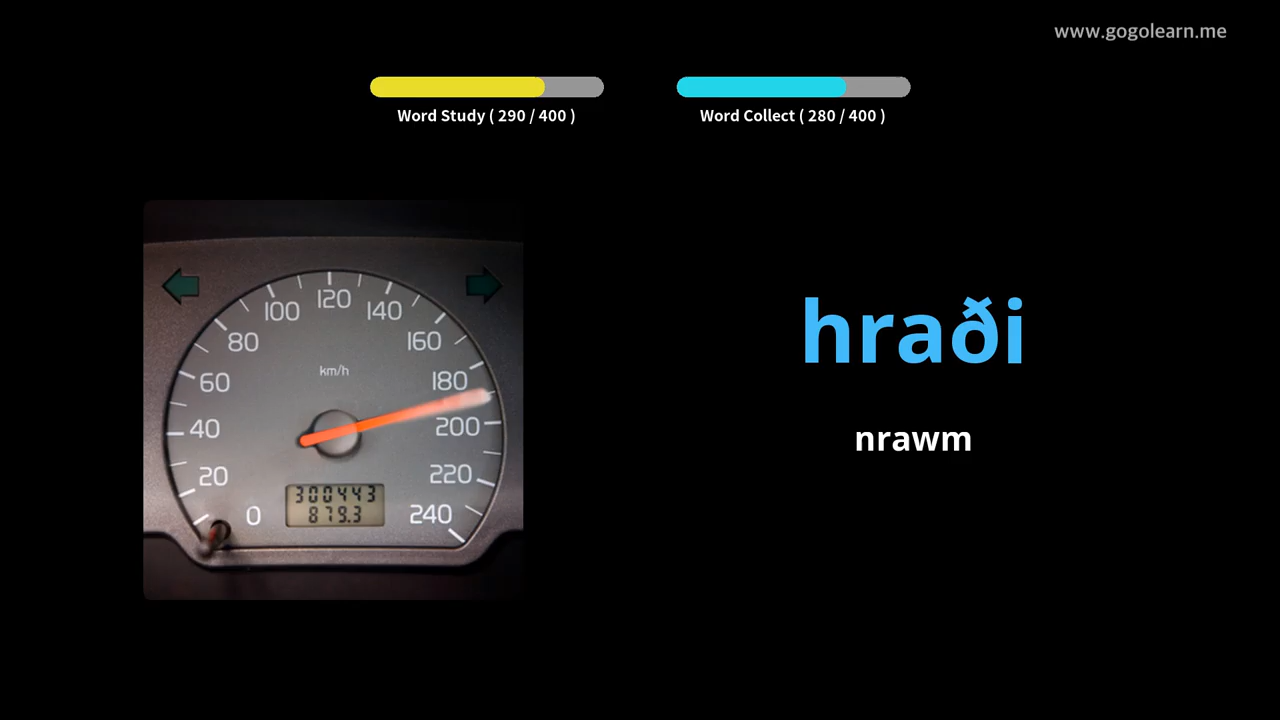 www.gogolearn.me
Word Study ( 290 / 400 )
Word Collect ( 280 / 400 )
120
100
140
80
160
km/h
60
180
40
200
20
220
300443
879.3
0
240
hraði
nrawm